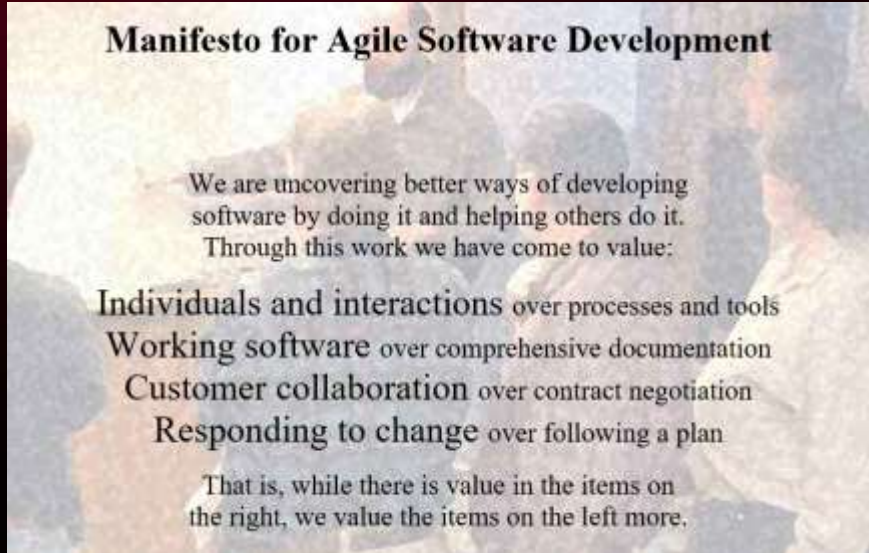 Manifesto for Agile Software Development
We are uncovering better ways of developing
software by doing it and helping others do it.
Through this work we have come to value:
Individuals and interactions over processes and tools
Working software over comprehensive documentation
Customer collaboration over contract negotiation
Responding to change over following a plan
That is, while there is value in the items on
the right, we value the items on the left more.